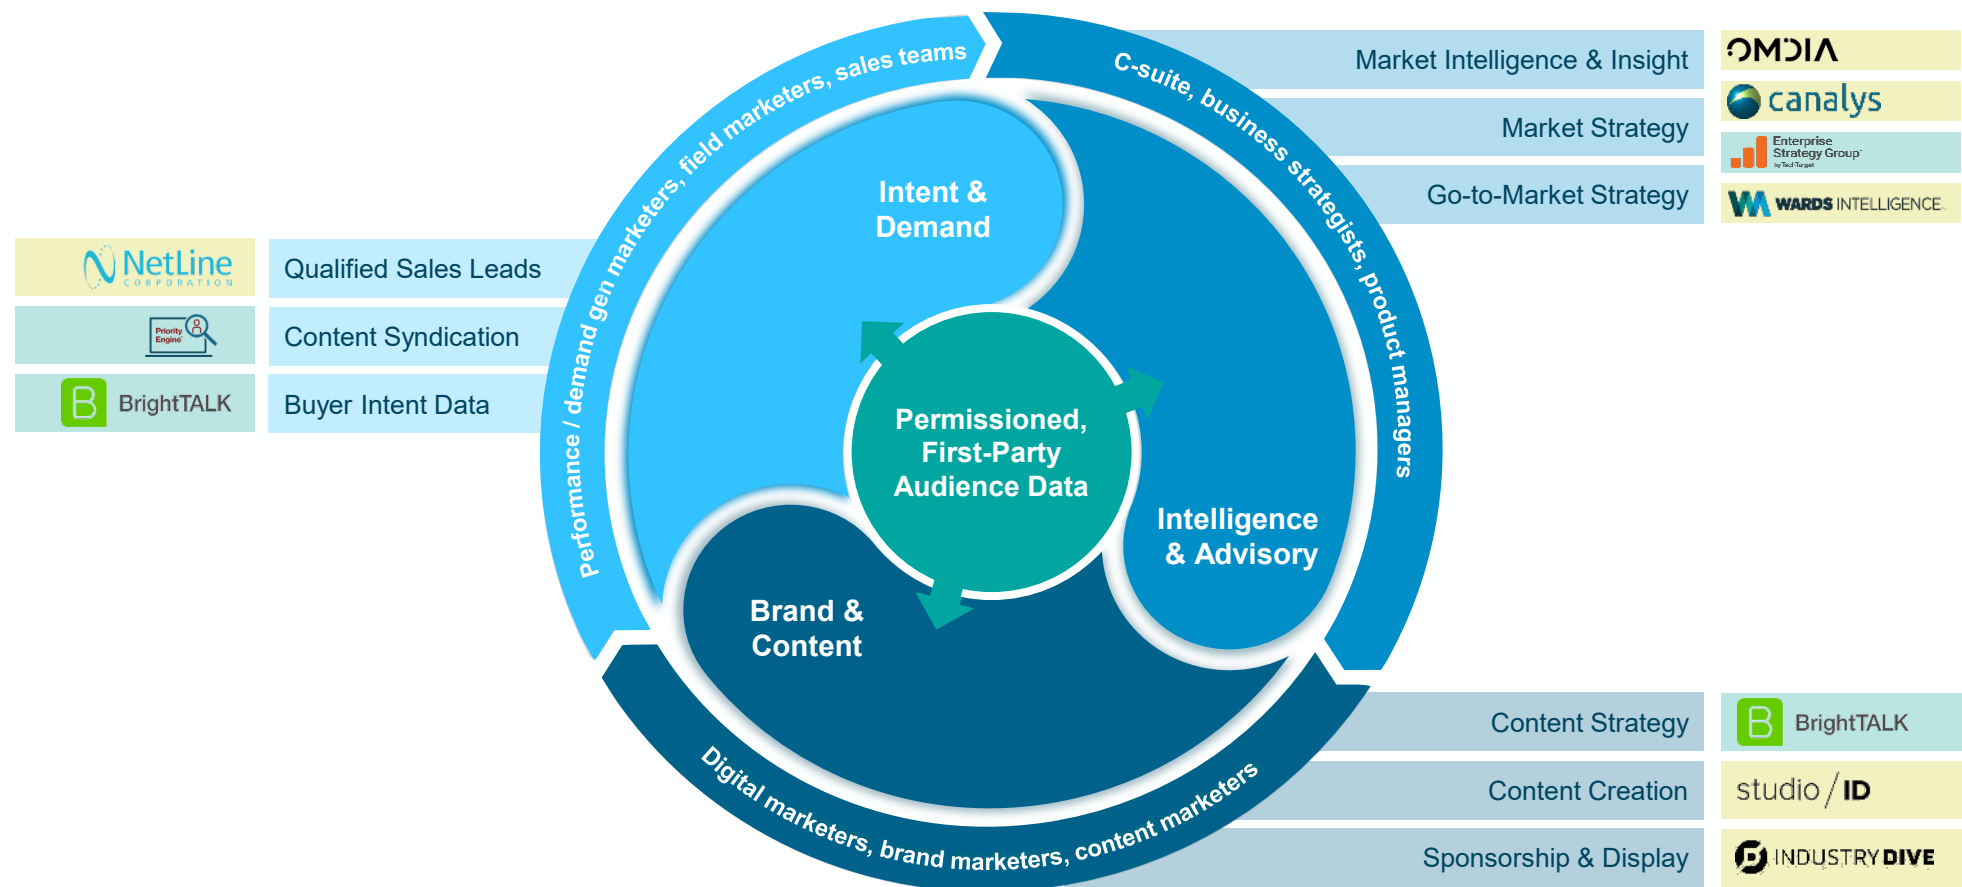 Performance / demand gen marketers, field marketers, sales teams
C-suite, business strategists, product managers
Digital marketers, brand marketers, content marketers
Intent &
Demand
Intelligence
& Advisory
Brand &
Content
Permissioned,
First-Party
Audience Data
NetLine
CORPORATION
Qualified Sales Leads
Priority
Engine
Content Syndication
B BrightTALK
Buyer Intent Data
Market Intelligence & Insight
OMDIA
Market Strategy
canalys
Go-to-Market Strategy
Enterprise
Strategy Group
by TechTarget
WARDS INTELLIGENCE
Content Strategy
B BrightTALK
Content Creation
studio / ID
Sponsorship & Display
INDUSTRY DIVE